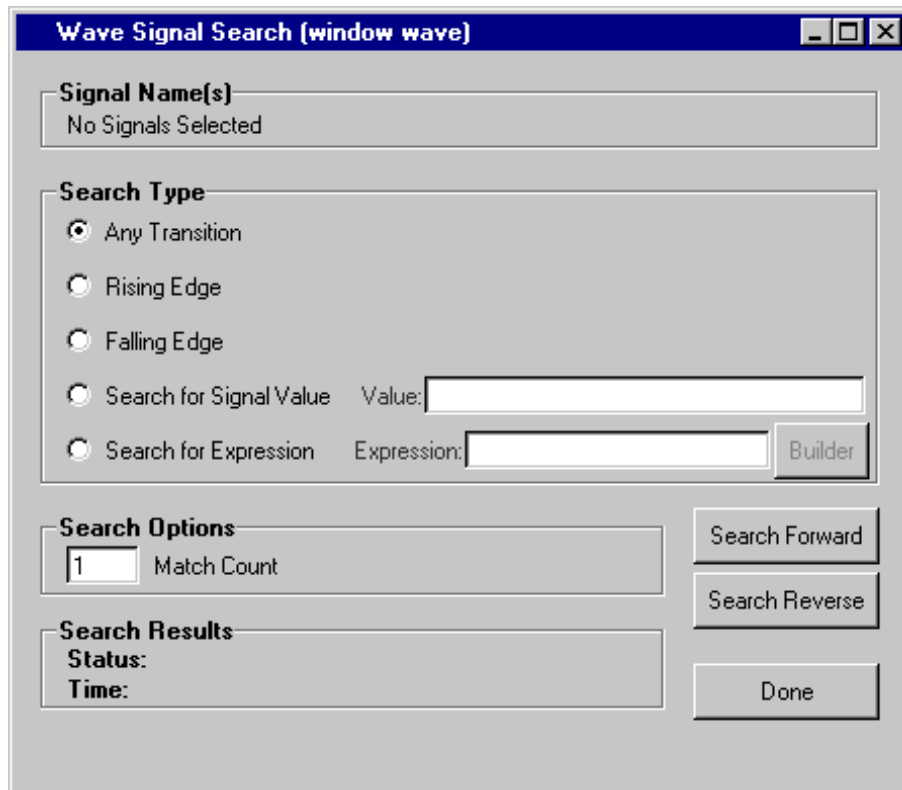 Wave Signal Search (window wave)
Signal Name(s)
No Signals Selected
Search Type
Any Transition
Rising Edge
Falling Edge
Search for Signal Value Value:
Search for Expression Expression: Builder
Search Options
1 Match Count
Search Forward
Search Reverse
Search Results
Status:
Time:
Done